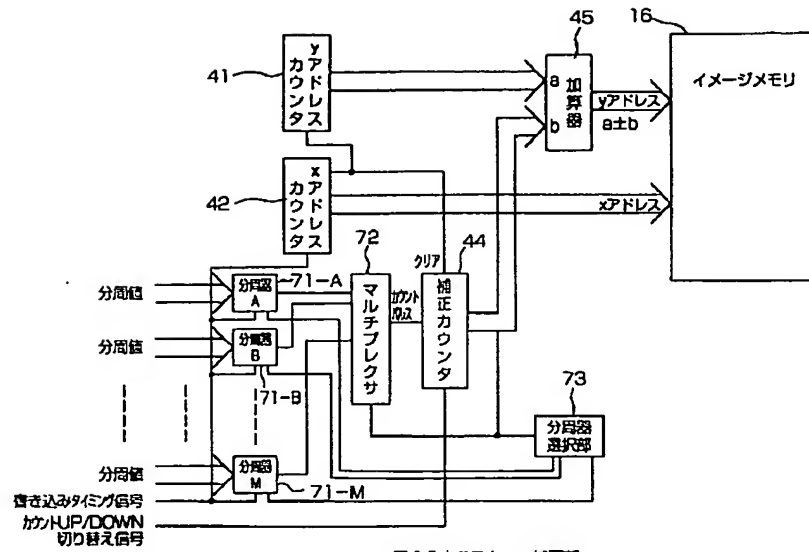 16
45
41
yアドレスカウンタ
a
加算器
b
yアドレス
a±b
イメージメモリ
42
xアドレスカウンタ
xアドレス
72
クリア
44
分周値
分周器
A
71-A
マルチプレクサ
カウント
パルス
補正カウンタ
分周値
分周器
B
71-B
73
分周器
選択部
分周値
分周器
M
71-M
書き込みタイミング信号
カウントUP/DOWN
切り替え信号